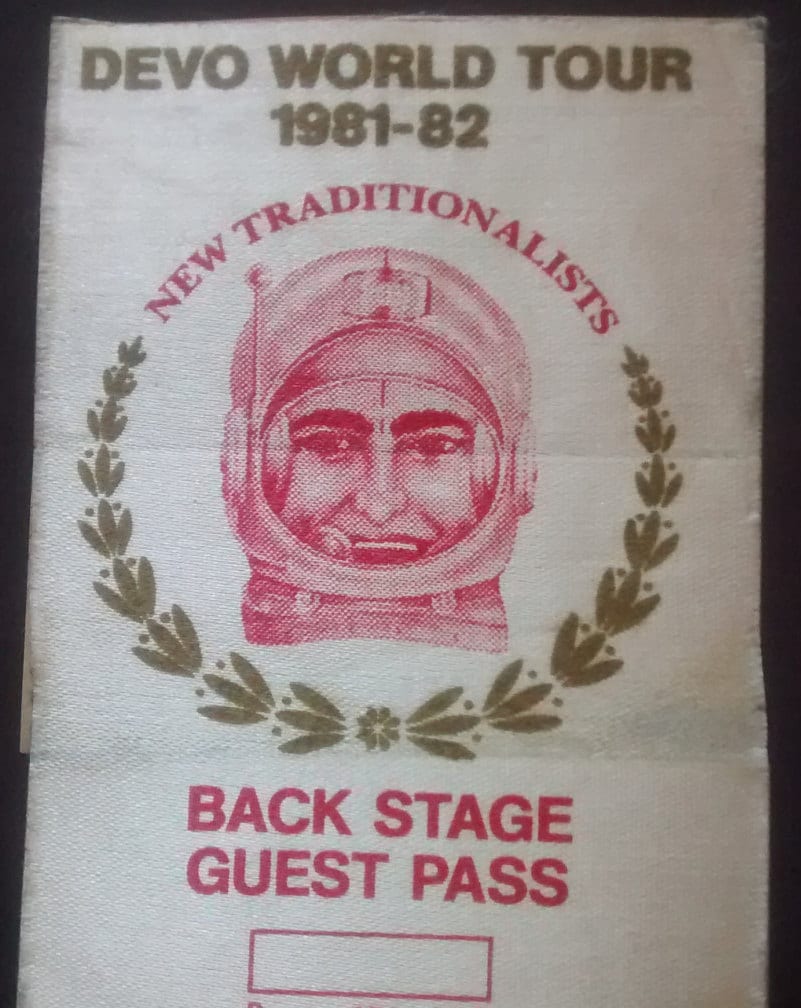 DEVO WORLD TOUR
1981-82
NEW TRADITIONALISTS
BACK STAGE
GUEST PASS